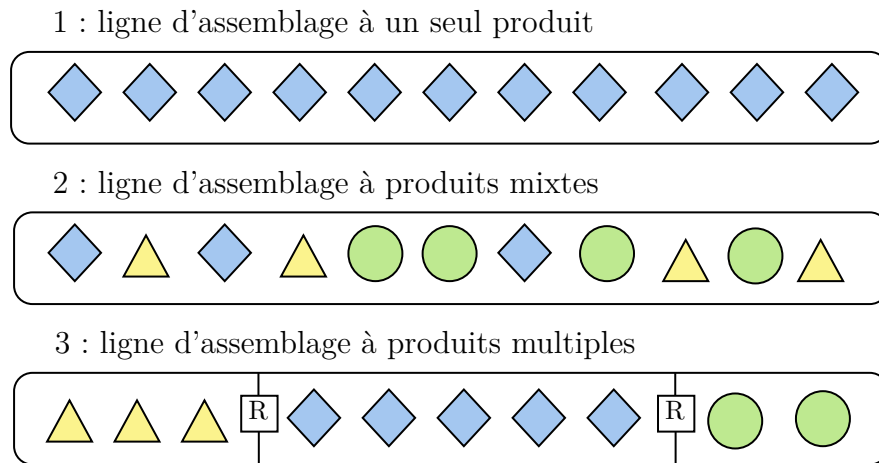 1 : ligne d'assemblage à un seul produit
2 : ligne d'assemblage à produits mixtes
3 : ligne d'assemblage à produits multiples
R
R